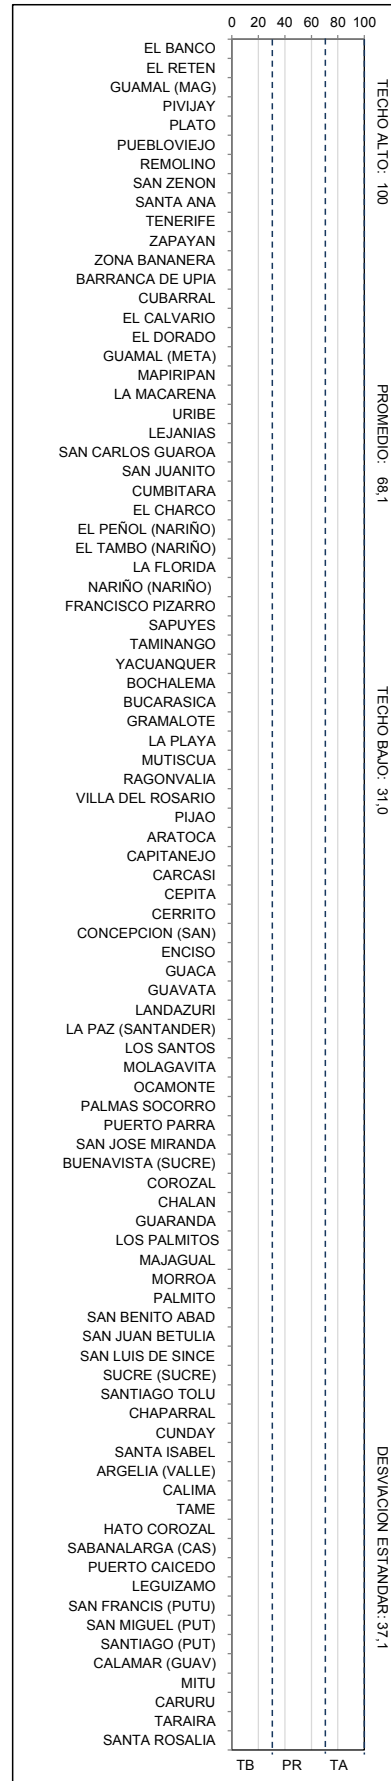 0 20 40 60 80 100
EL BANCO
EL RETEN
GUAMAL (MAG)
PIVIJAY
PLATO
PUEBLOVIEJO
REMOLINO
SAN ZENON
SANTA ANA
TENERIFE
ZAPAYAN
ZONA BANANERA
BARRANCA DE UPIA
CUBARRAL
EL CALVARIO
EL DORADO
GUAMAL (META)
MAPIRIPAN
LA MACARENA
URIBE
LEJANIAS
SAN CARLOS GUAROA
SAN JUANITO
CUMBITARA
EL CHARCO
EL PEÑOL (NARIÑO)
EL TAMBO (NARIÑO)
LA FLORIDA
NARIÑO (NARIÑO)
FRANCISCO PIZARRO
SAPUYES
TAMINANGO
YACUANQUER
BOCHALEMA
BUCARASICA
GRAMALOTE
LA PLAYA
MUTISCUA
RAGONVALIA
VILLA DEL ROSARIO
PIJAO
ARATOCA
CAPITANEJO
CARCASI
CEPITA
CERRITO
CONCEPCION (SAN)
ENCISO
GUACA
GUAVATA
LANDAZURI
LA PAZ (SANTANDER)
LOS SANTOS
MOLAGAVITA
OCAMONTE
PALMAS SOCORRO
PUERTO PARRA
SAN JOSE MIRANDA
BUENAVISTA (SUCRE)
COROZAL
CHALAN
GUARANDA
LOS PALMITOS
MAJAGUAL
MORROA
PALMITO
SAN BENITO ABAD
SAN JUAN BETULIA
SAN LUIS DE SINCE
SUCRE (SUCRE)
SANTIAGO TOLU
CHAPARRAL
CUNDAY
SANTA ISABEL
ARGELIA (VALLE)
CALIMA
TAME
HATO COROZAL
SABANALARGA (CAS)
PUERTO CAICEDO
LEGUIZAMO
SAN FRANCIS (PUTU)
SAN MIGUEL (PUT)
SANTIAGO (PUT)
CALAMAR (GUAV)
MITU
CARURU
TARAIRA
SANTA ROSALIA
TB PR TA
TECHO ALTO: 100
PROMEDIO: 68,1
TECHO BAJO: 31,0
DESVIACION ESTANDAR: 37,1